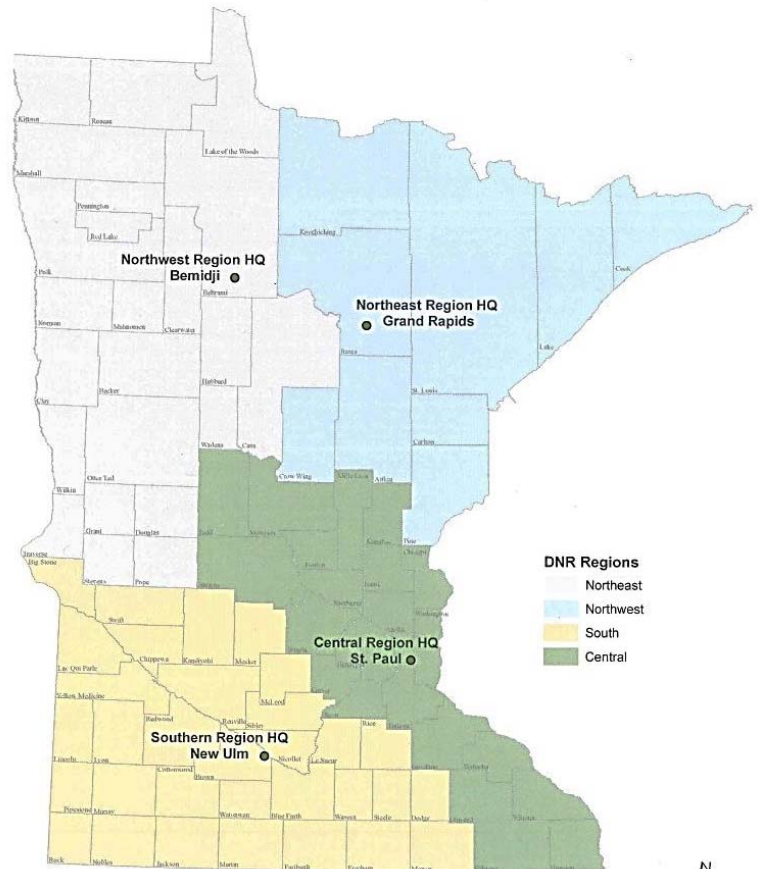 Kittson
Roseau
Lake of the Woods
Marshall
Koochiching
Pennington
Red Lake
Cook
Polk
Northwest Region HQ
Bemidji
Beltrami
Northeast Region HQ
Grand Rapids
Norman
Mahnomen
Clearwater
Itasca
Lake
Hubbard
Becker
St. Louis
Clay
Carlton
Wadena
Cass
Otter Tail
Crow Wing
Aitkin
Wilkin
Grant
Douglas
Pine
Chisago
Traverse
Big Stone
Stevens
Pope
DNR Regions
Northeast
Northwest
South
Central
Todd
Swift
Washington
Central Region HQ
St. Paul
Chippewa
Kandiyohi
Meeker
Lac Qui Parle
Yellow Medicine
McLeod
Redwood
Renville
Sibley
Rice
Southern Region HQ
New Ulm
Nicollet
Le Sueur
Lincoln
Lyon
Cottonwood
Brown
Pipestone
Murray
Watonwan
Blue Earth
Waseca
Steele
Dodge
Rock
Nobles
Jackson
Martin
Faribault
Freeborn
N